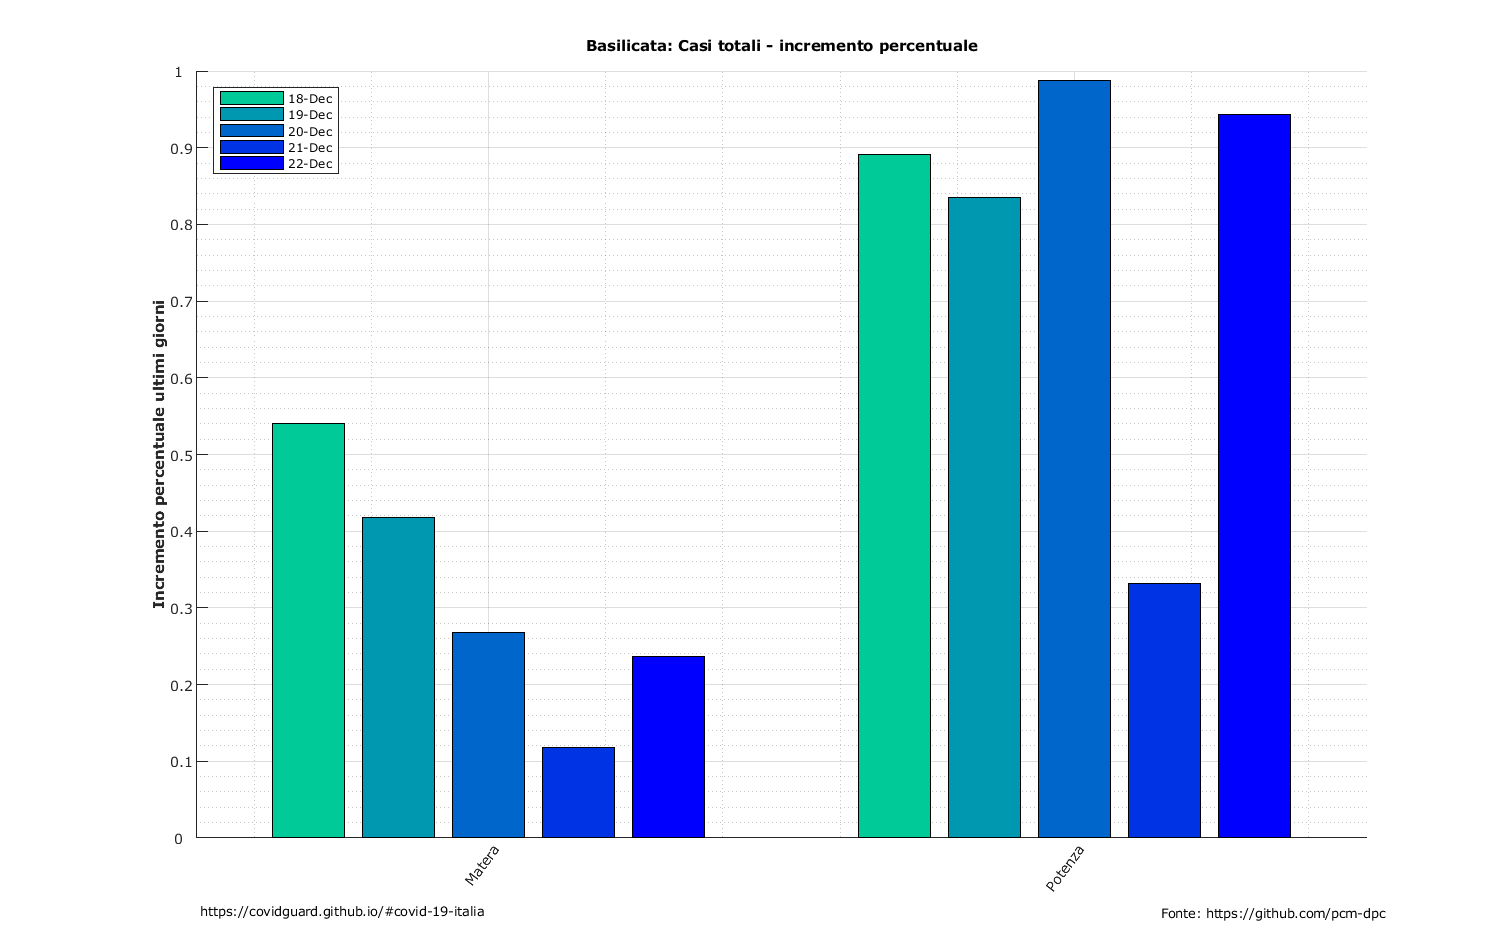 Basilicata: Casi totali - incremento percentuale
Incremento percentuale ultimi giorni
1
0.9
0.8
0.7
0.6
0.5
0.4
0.3
0.2
0.1
0
18-Dec
19-Dec
20-Dec
21-Dec
22-Dec
Matera
Potenza
https://covidguard.github.io/#covid-19-italia
Fonte: https://github.com/pcm-dpc